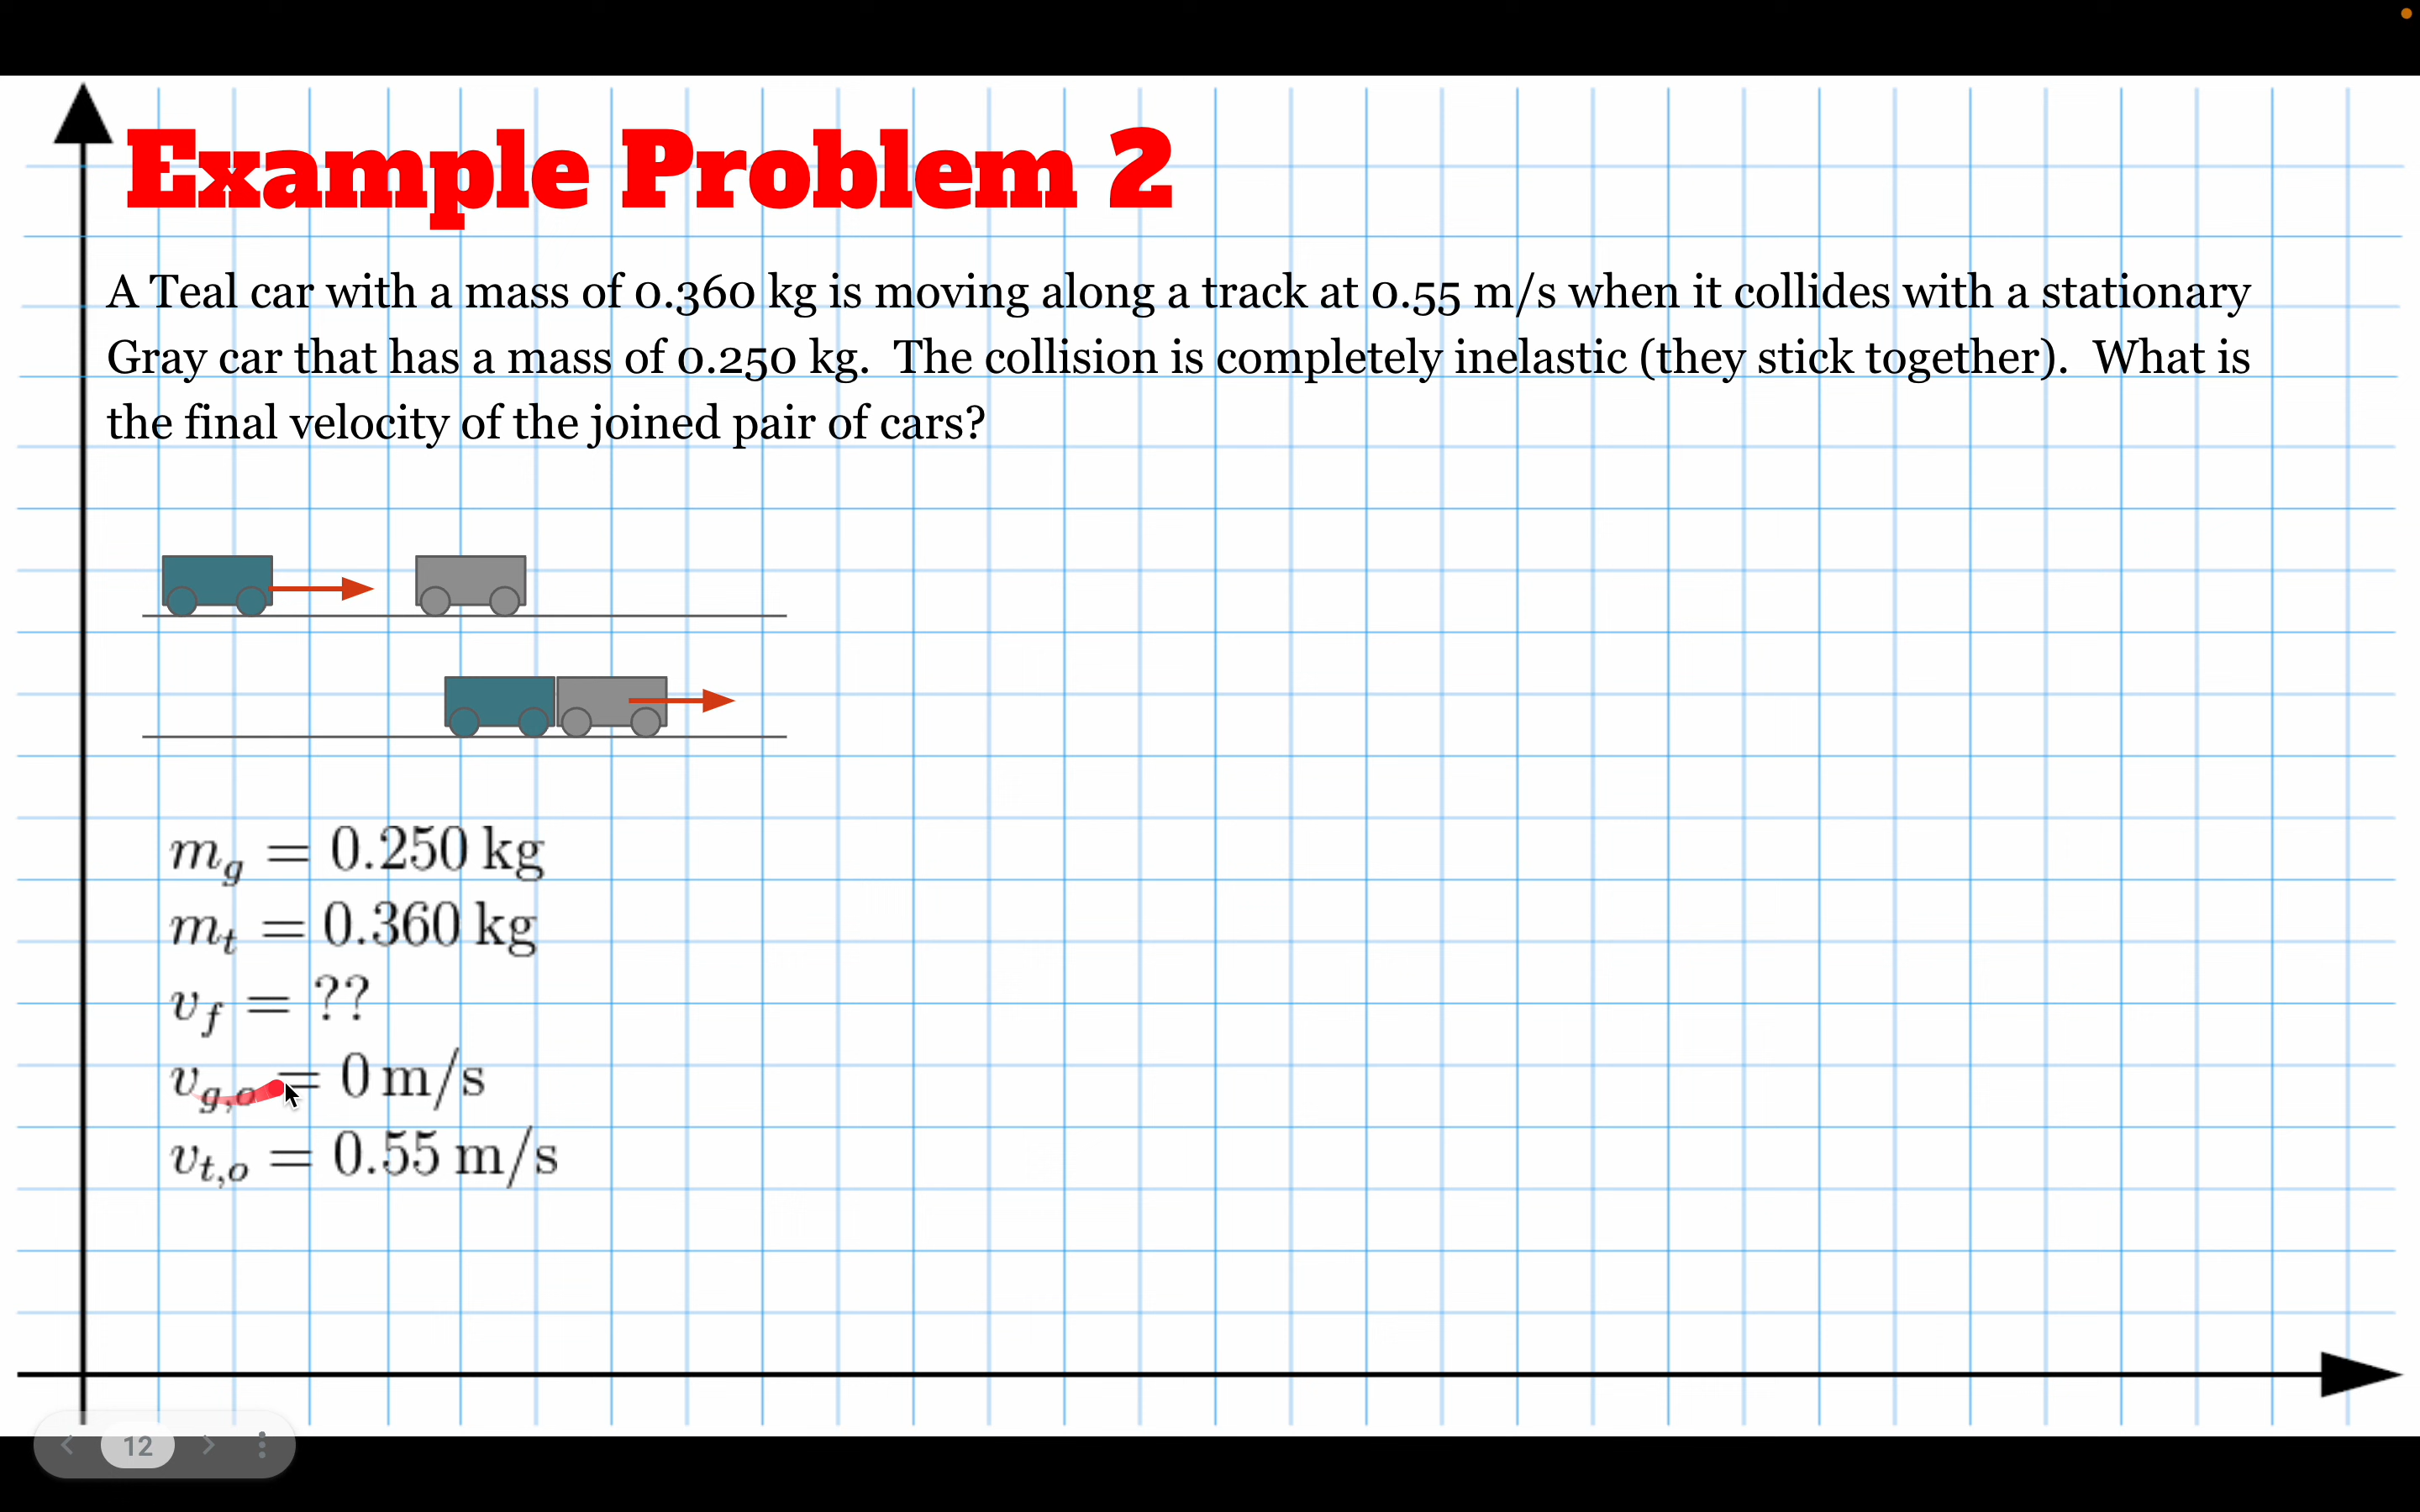 Example Problem 2
A Teal car with a mass of 0.360 kg is moving along a track at 0.55 m/s when it collides with a stationary
Gray car that has a mass of 0.250 kg.  The collision is completely inelastic (they stick together).  What is
the final velocity of the joined pair of cars?
m_g = 0.250 kg
m_t = 0.360 kg
v_f = ??
v_{g,o} = 0 m/s
v_{t,o} = 0.55 m/s
12